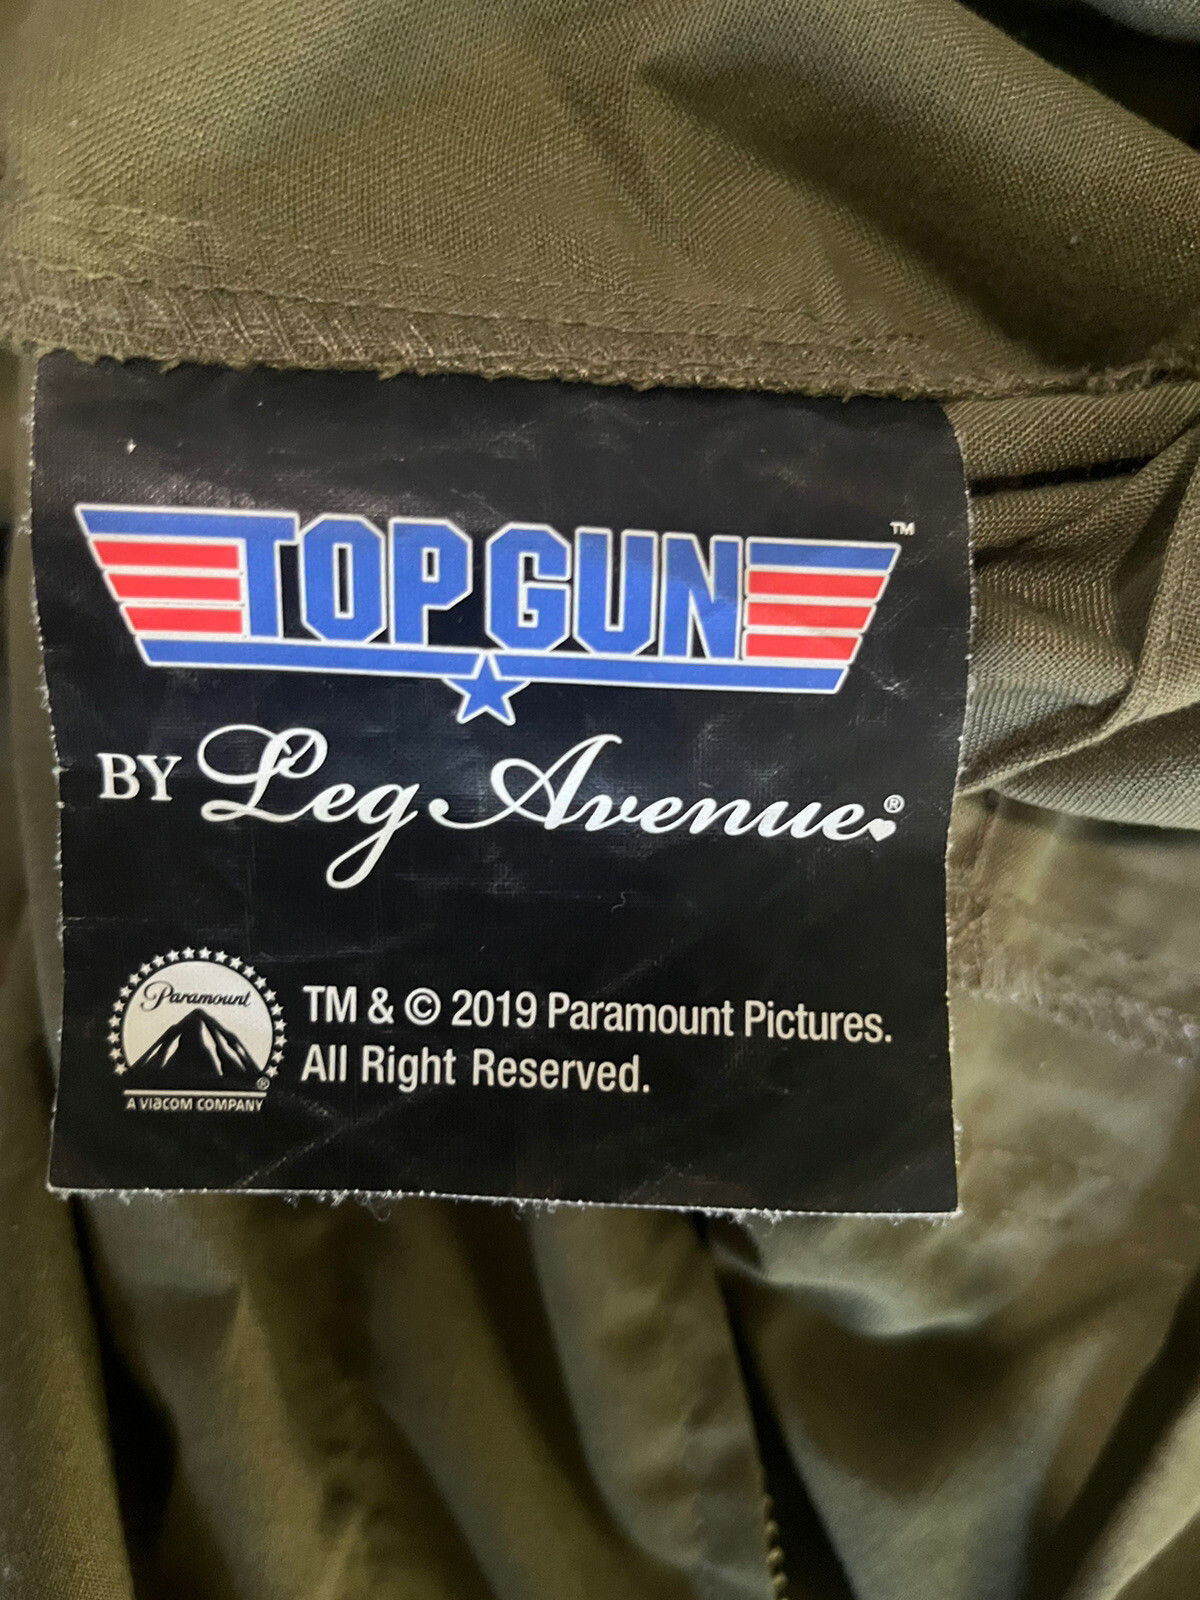 TOP GUN™
BY Leg Avenue®
Paramount®
A VIACOM COMPANY
TM & © 2019 Paramount Pictures.
All Right Reserved.